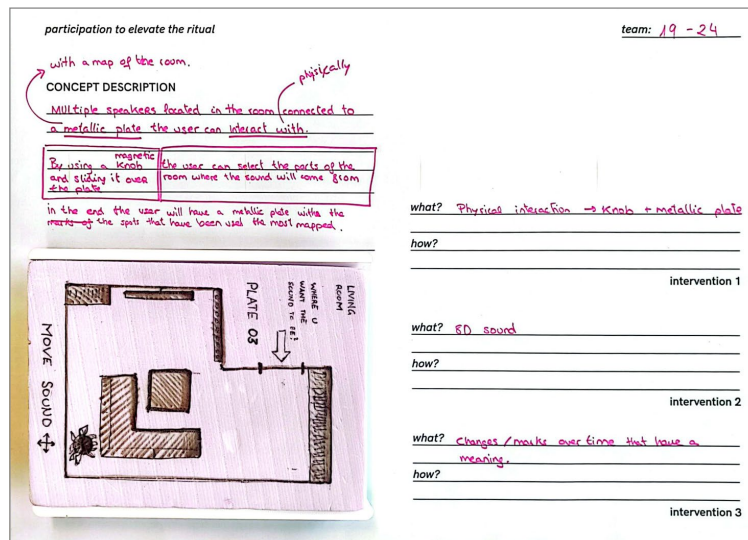 participation to elevate the ritual
team: 19 - 24
with a map of the room.
physically
CONCEPT DESCRIPTION
MUltiple speakers located in the room connected to
a metallic plate the user can interact with.
magnetic
By using a knob
and sliding it over
the plate
the user can select the parts of the
room where the sound will come from
in the end the user will have a metallic plate withs the
marks of the spots that have been used the most mapped.
LIVING
ROOM
WHERE U
WANT THE
SOUND TO BE?
PLATE 03
MOVE SOUND
what? Physical interaction → Knob + metallic plate
how?
intervention 1
what? 8D sound
how?
intervention 2
what? Changes / marks over time that have a
meaning.
how?
intervention 3